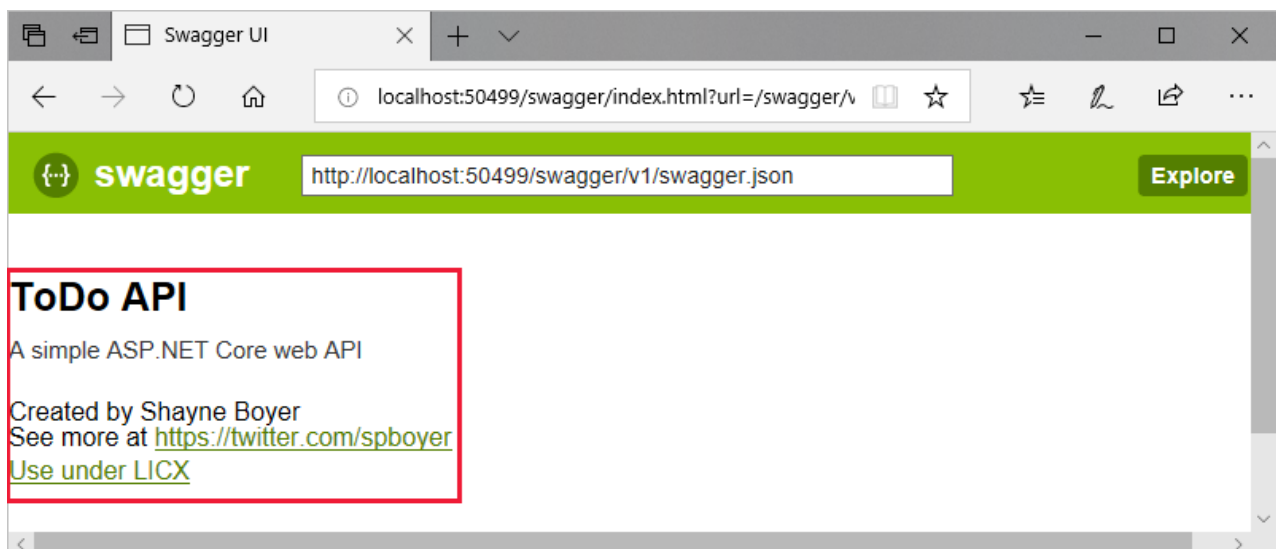 Swagger UI
localhost:50499/swagger/index.html?url=/swagger/v
{···} swagger
http://localhost:50499/swagger/v1/swagger.json
Explore
ToDo API
A simple ASP.NET Core web API
Created by Shayne Boyer
See more at https://twitter.com/spboyer
Use under LICX